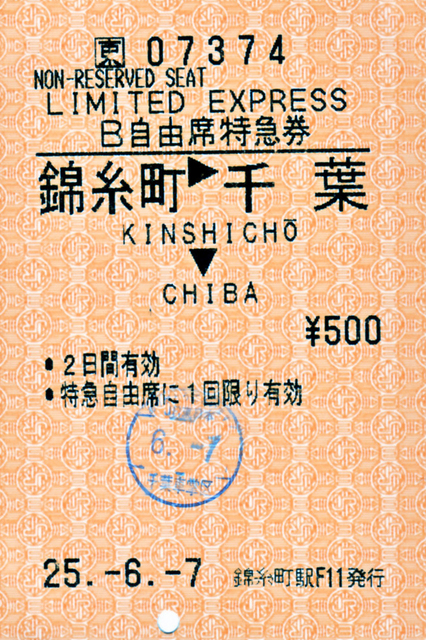 東 07374
NON-RESERVED SEAT
LIMITED EXPRESS
B自由席特急券
錦糸町▶千 葉
KINSHICHŌ
▼
CHIBA
¥500
•2日間有効
•特急自由席に1回限り有効
6.-7
25.-6.-7 錦糸町駅F11発行